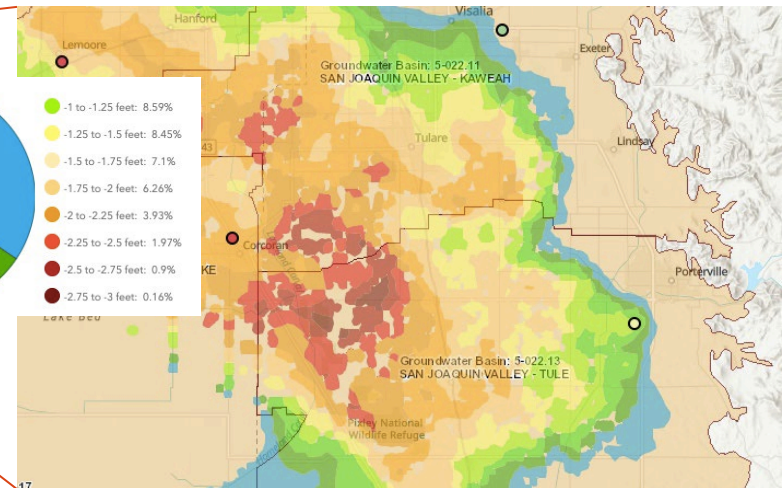 Visalia
Hanford
Lemoore
Exeter
Groundwater Basin: 5-022.11
SAN JOAQUIN VALLEY - KAWEAH
-1 to -1.25 feet: 8.59%
-1.25 to -1.5 feet: 8.45%
-1.5 to -1.75 feet: 7.1%
-1.75 to -2 feet: 6.26%
-2 to -2.25 feet: 3.93%
-2.25 to -2.5 feet: 1.97%
-2.5 to -2.75 feet: 0.9%
-2.75 to -3 feet: 0.16%
43
Tulare
Lindsay
Corcoran
KE
Porterville
Lake Bed
Groundwater Basin: 5-022.13
SAN JOAQUIN VALLEY - TULE
Pixley National
Wildlife Refuge
17